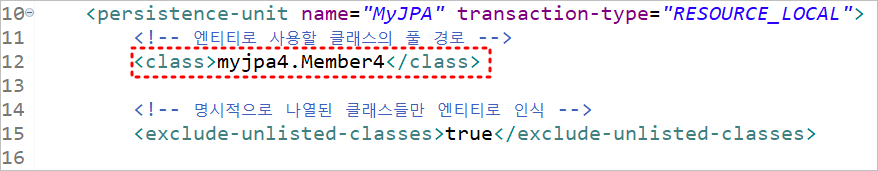 10 <persistence-unit name="MyJPA" transaction-type="RESOURCE_LOCAL">
11 <!-- 엔티티로 사용할 클래스의 풀 경로 -->
12 <class>myjpa4.Member4</class>
13
14 <!-- 명시적으로 나열된 클래스들만 엔티티로 인식 -->
15 <exclude-unlisted-classes>true</exclude-unlisted-classes>
16